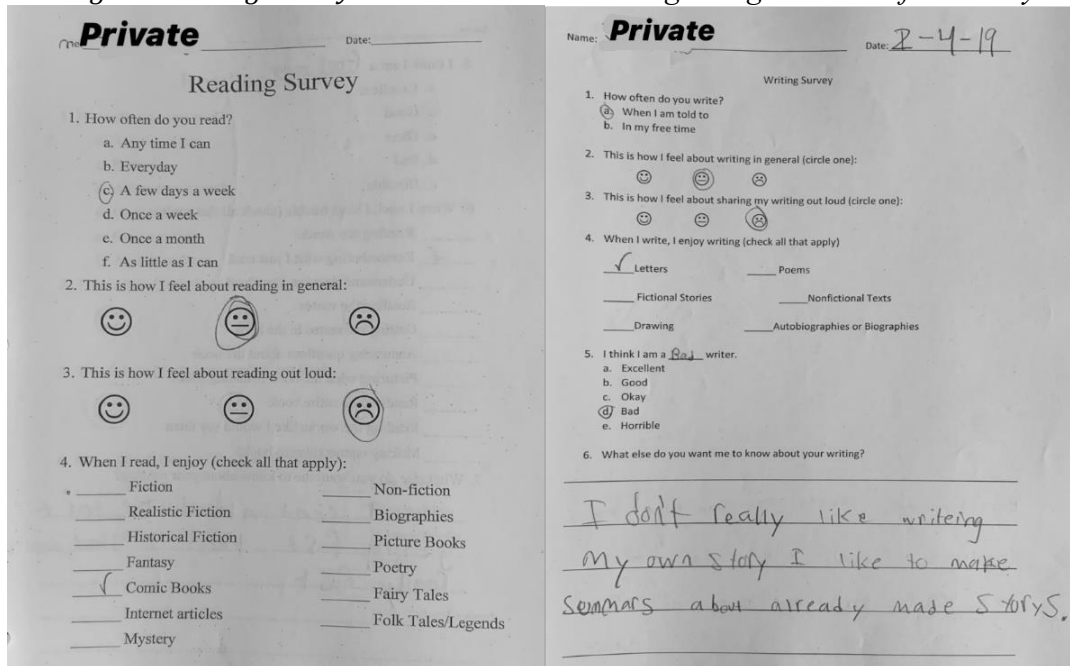 Private Date:
Reading Survey
1. How often do you read?
a. Any time I can
b. Everyday
c. A few days a week
d. Once a week
e. Once a month
f. As little as I can
2. This is how I feel about reading in general:
3. This is how I feel about reading out loud:
4. When I read, I enjoy (check all that apply):
Fiction
Realistic Fiction
Historical Fiction
Fantasy
Comic Books
Internet articles
Mystery
Non-fiction
Biographies
Picture Books
Poetry
Fairy Tales
Folk Tales/Legends
Name: Private Date: 2-4-19
Writing Survey
1. How often do you write?
a. When I am told to
b. In my free time
2. This is how I feel about writing in general (circle one):
3. This is how I feel about sharing my writing out loud (circle one):
4. When I write, I enjoy writing (check all that apply)
Letters Poems
Fictional Stories Nonfictional Texts
Drawing Autobiographies or Biographies
5. I think I am a Bad writer.
a. Excellent
b. Good
c. Okay
d. Bad
e. Horrible
6. What else do you want me to know about your writing?
I don't really like writeing
My own story I like to make
Semmars about already made Storys.